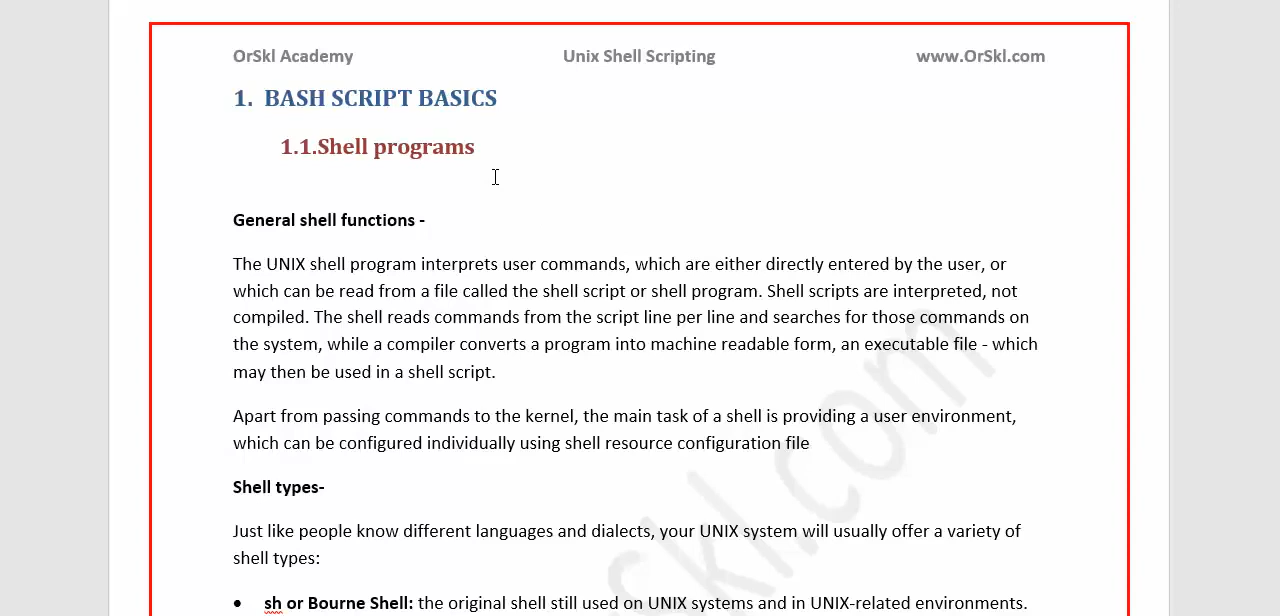 OrSkl Academy Unix Shell Scripting www.OrSkl.com
1. BASH SCRIPT BASICS
1.1.Shell programs
General shell functions -
The UNIX shell program interprets user commands, which are either directly entered by the user, or
which can be read from a file called the shell script or shell program. Shell scripts are interpreted, not
compiled. The shell reads commands from the script line per line and searches for those commands on
the system, while a compiler converts a program into machine readable form, an executable file - which
may then be used in a shell script.
Apart from passing commands to the kernel, the main task of a shell is providing a user environment,
which can be configured individually using shell resource configuration file
Shell types-
Just like people know different languages and dialects, your UNIX system will usually offer a variety of
shell types:
• sh or Bourne Shell: the original shell still used on UNIX systems and in UNIX-related environments.
skl.com